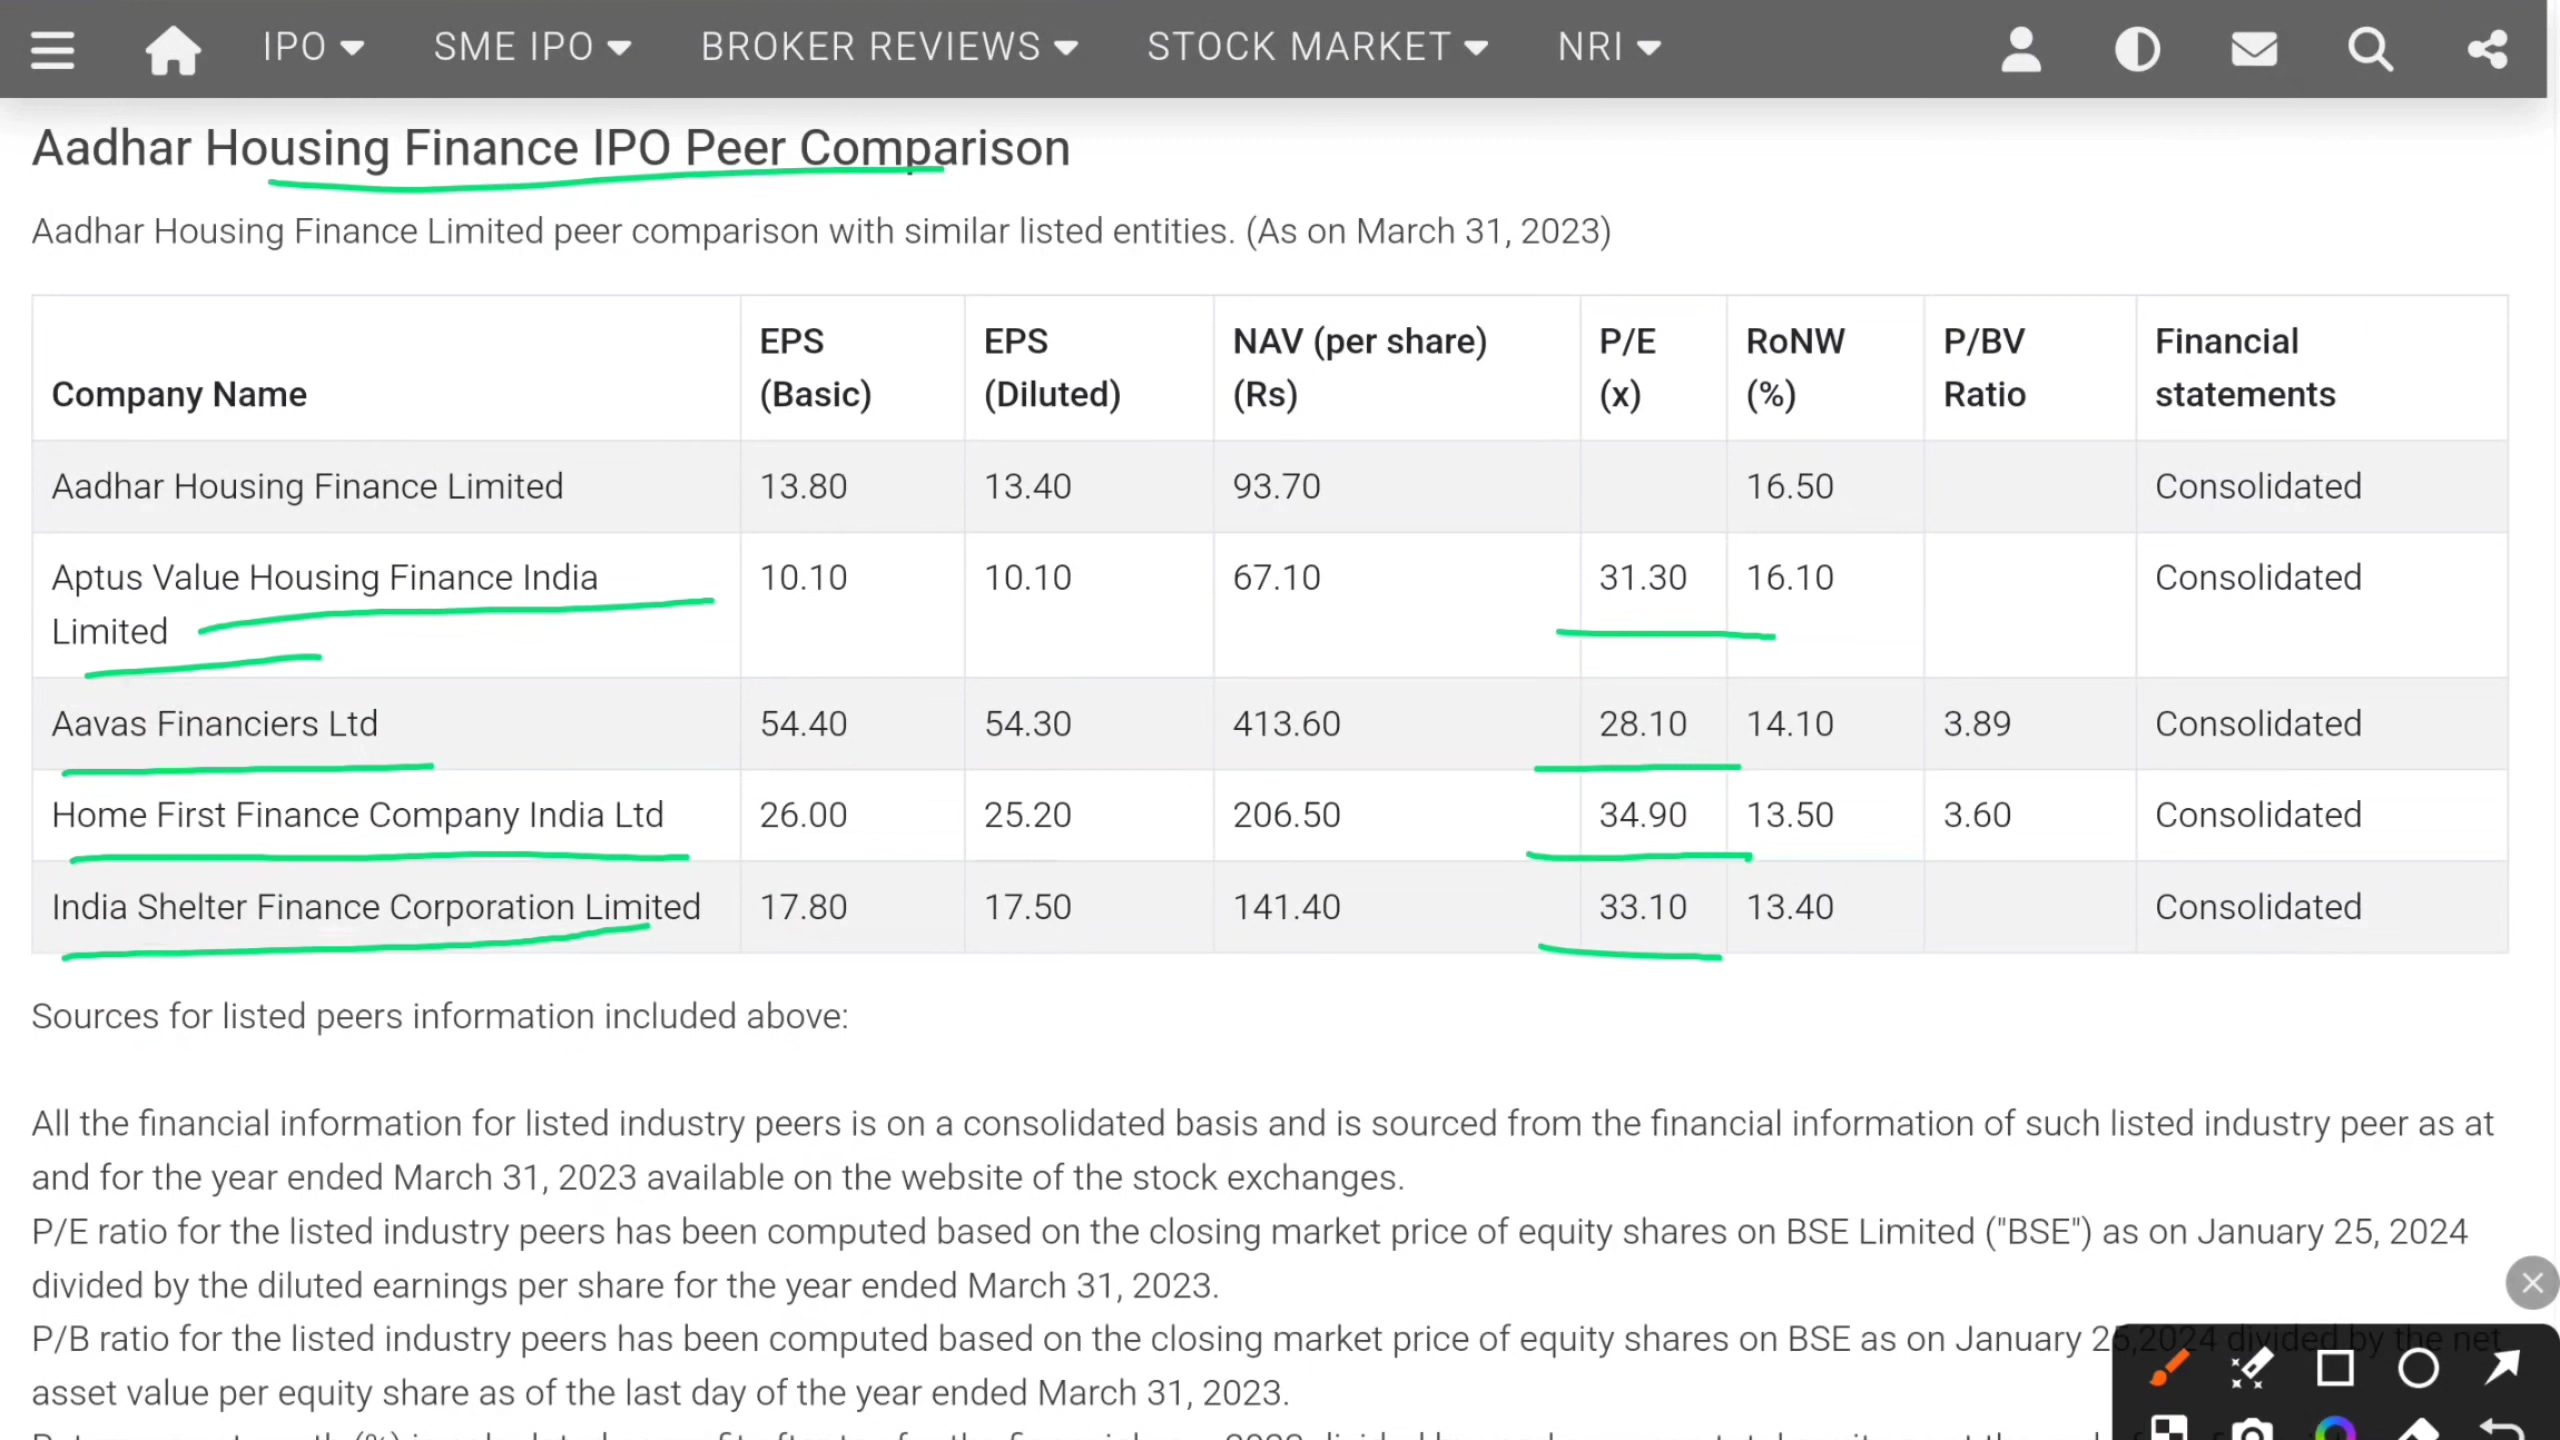 IPO SME IPO BROKER REVIEWS STOCK MARKET NRI
Aadhar Housing Finance IPO Peer Comparison
Aadhar Housing Finance Limited peer comparison with similar listed entities. (As on March 31, 2023)
Company Name EPS (Basic) EPS (Diluted) NAV (per share) (Rs) P/E (x) RoNW (%) P/BV Ratio Financial statements
Aadhar Housing Finance Limited 13.80 13.40 93.70 16.50 Consolidated
Aptus Value Housing Finance India Limited 10.10 10.10 67.10 31.30 16.10 Consolidated
Aavas Financiers Ltd 54.40 54.30 413.60 28.10 14.10 3.89 Consolidated
Home First Finance Company India Ltd 26.00 25.20 206.50 34.90 13.50 3.60 Consolidated
India Shelter Finance Corporation Limited 17.80 17.50 141.40 33.10 13.40 Consolidated
Sources for listed peers information included above:
All the financial information for listed industry peers is on a consolidated basis and is sourced from the financial information of such listed industry peer as at
and for the year ended March 31, 2023 available on the website of the stock exchanges.
P/E ratio for the listed industry peers has been computed based on the closing market price of equity shares on BSE Limited ("BSE") as on January 25, 2024
divided by the diluted earnings per share for the year ended March 31, 2023.
P/B ratio for the listed industry peers has been computed based on the closing market price of equity shares on BSE as on January 25,2024 divided by the net
asset value per equity share as of the last day of the year ended March 31, 2023.